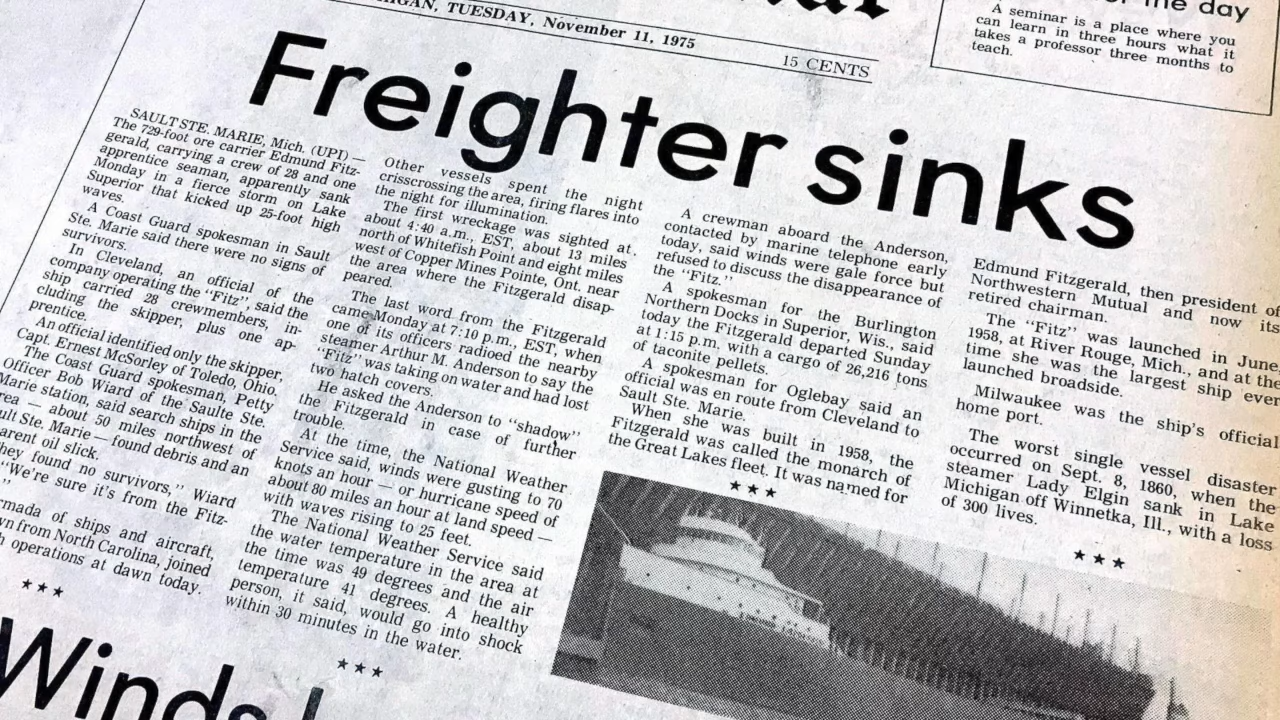 HIGAN, TUESDAY, November 11, 1975
15 CENTS
the day
A seminar is a place where you
can learn in three hours what it
takes a professor three months to
teach.
Freighter sinks
SAULT STE. MARIE, Mich. (UPI) —
The 729-foot ore carrier Edmund Fitz-
gerald, carrying a crew of 28 and one
apprentice seaman, apparently sank
Monday in a fierce storm on Lake
Superior that kicked up 25-foot high
waves.
A Coast Guard spokesman in Sault
Ste. Marie said there were no signs of
survivors.
In Cleveland, an official of the
company operating the "Fitz", said the
ship carried 28 crewmembers, in-
cluding the skipper, plus one ap-
prentice.
An official identified only the skipper,
Capt. Ernest McSorley of Toledo, Ohio.
The Coast Guard spokesman, Petty
Officer Bob Wiard of the Saulte Ste.
Marie station, said search ships in the
rea — about 50 miles northwest of
ult Ste. Marie — found debris and an
arent oil slick.
hey found no survivors," Wiard
"We're sure it's from the Fitz-
"
rmada of ships and aircraft,
wn from North Carolina, joined
h operations at dawn today.
★★★
Other vessels spent the night
crisscrossing the area, firing flares into
the night for illumination.
The first wreckage was sighted at.
about 4:40 a.m., EST, about 13 miles
north of Whitefish Point and eight miles
west of Copper Mines Pointe, Ont. near
the area where the Fitzgerald disap-
peared.
The last word from the Fitzgerald
came Monday at 7:10 p.m., EST, when
one of its officers radioed the nearby
steamer Arthur M. Anderson to say the
"Fitz" was taking on water and had lost
two hatch covers.
He asked the Anderson to "shadow"
the Fitzgerald in case of further
trouble.
At the time, the National Weather
Service said, winds were gusting to 70
knots an hour — or hurricane speed of
about 80 miles an hour at land speed —
with waves rising to 25 feet.
The National Weather Service said
the water temperature in the area at
the time was 49 degrees and the air
temperature 41 degrees. A healthy
person, it said, would go into shock
within 30 minutes in the water.
★★★
A crewman aboard the Anderson,
contacted by marine telephone early
today, said winds were gale force but
refused to discuss the disappearance of
the "Fitz."
A spokesman for the Burlington
Northern Docks in Superior, Wis., said
today the Fitzgerald departed Sunday
at 1:15 p.m. with a cargo of 26,216 tons
of taconite pellets.
A spokesman for Oglebay said an
official was en route from Cleveland to
Sault Ste. Marie.
When she was built in 1958, the
Fitzgerald was called the monarch of
the Great Lakes fleet. It was named for
★★★
Edmund Fitzgerald, then president of
Northwestern Mutual and now its
retired chairman.
The "Fitz" was launched in June,
1958, at River Rouge, Mich., and at the
time she was the largest ship ever
launched broadside.
Milwaukee was the ship's official
home port.
The worst single vessel disaster
occurred on Sept. 8, 1860, when the
steamer Lady Elgin sank in Lake
Michigan off Winnetka, Ill., with a loss
of 300 lives.
★★★
Winds